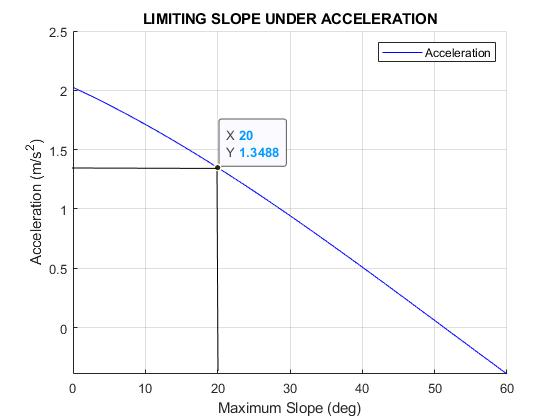 LIMITING SLOPE UNDER ACCELERATION
2.5
Acceleration
2
X 20
Y 1.3488
1.5
Acceleration (m/s²)
1
0.5
0
0 10 20 30 40 50 60
Maximum Slope (deg)